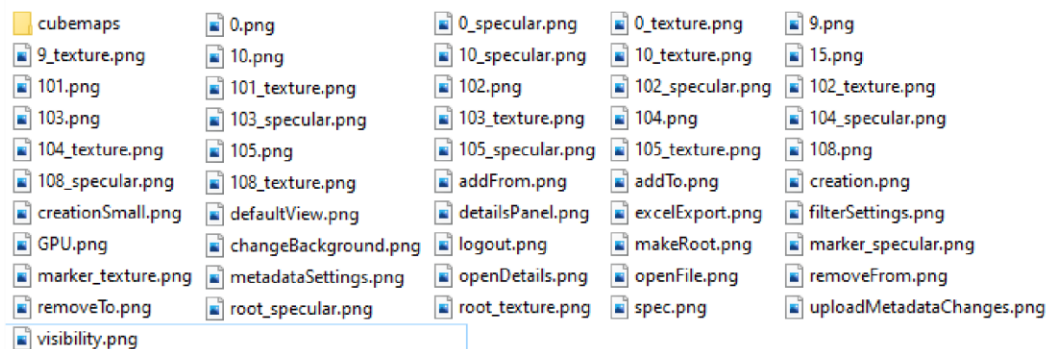 cubemaps 0.png 0_specular.png 0_texture.png 9.png
9_texture.png 10.png 10_specular.png 10_texture.png 15.png
101.png 101_texture.png 102.png 102_specular.png 102_texture.png
103.png 103_specular.png 103_texture.png 104.png 104_specular.png
104_texture.png 105.png 105_specular.png 105_texture.png 108.png
108_specular.png 108_texture.png addFrom.png addTo.png creation.png
creationSmall.png defaultView.png detailsPanel.png excelExport.png filterSettings.png
GPU.png changeBackground.png logout.png makeRoot.png marker_specular.png
marker_texture.png metadataSettings.png openDetails.png openFile.png removeFrom.png
removeTo.png root_specular.png root_texture.png spec.png uploadMetadataChanges.png
visibility.png